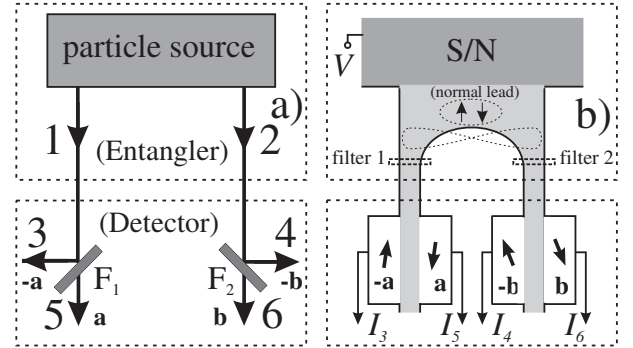 particle source
a)
1
2
(Entangler)
(Detector)
3
4
-a
F1
F2
-b
5
a
b
6
S/N
V
(normal lead)
b)
filter 1
filter 2
-a
a
-b
b
I3
I5
I4
I6